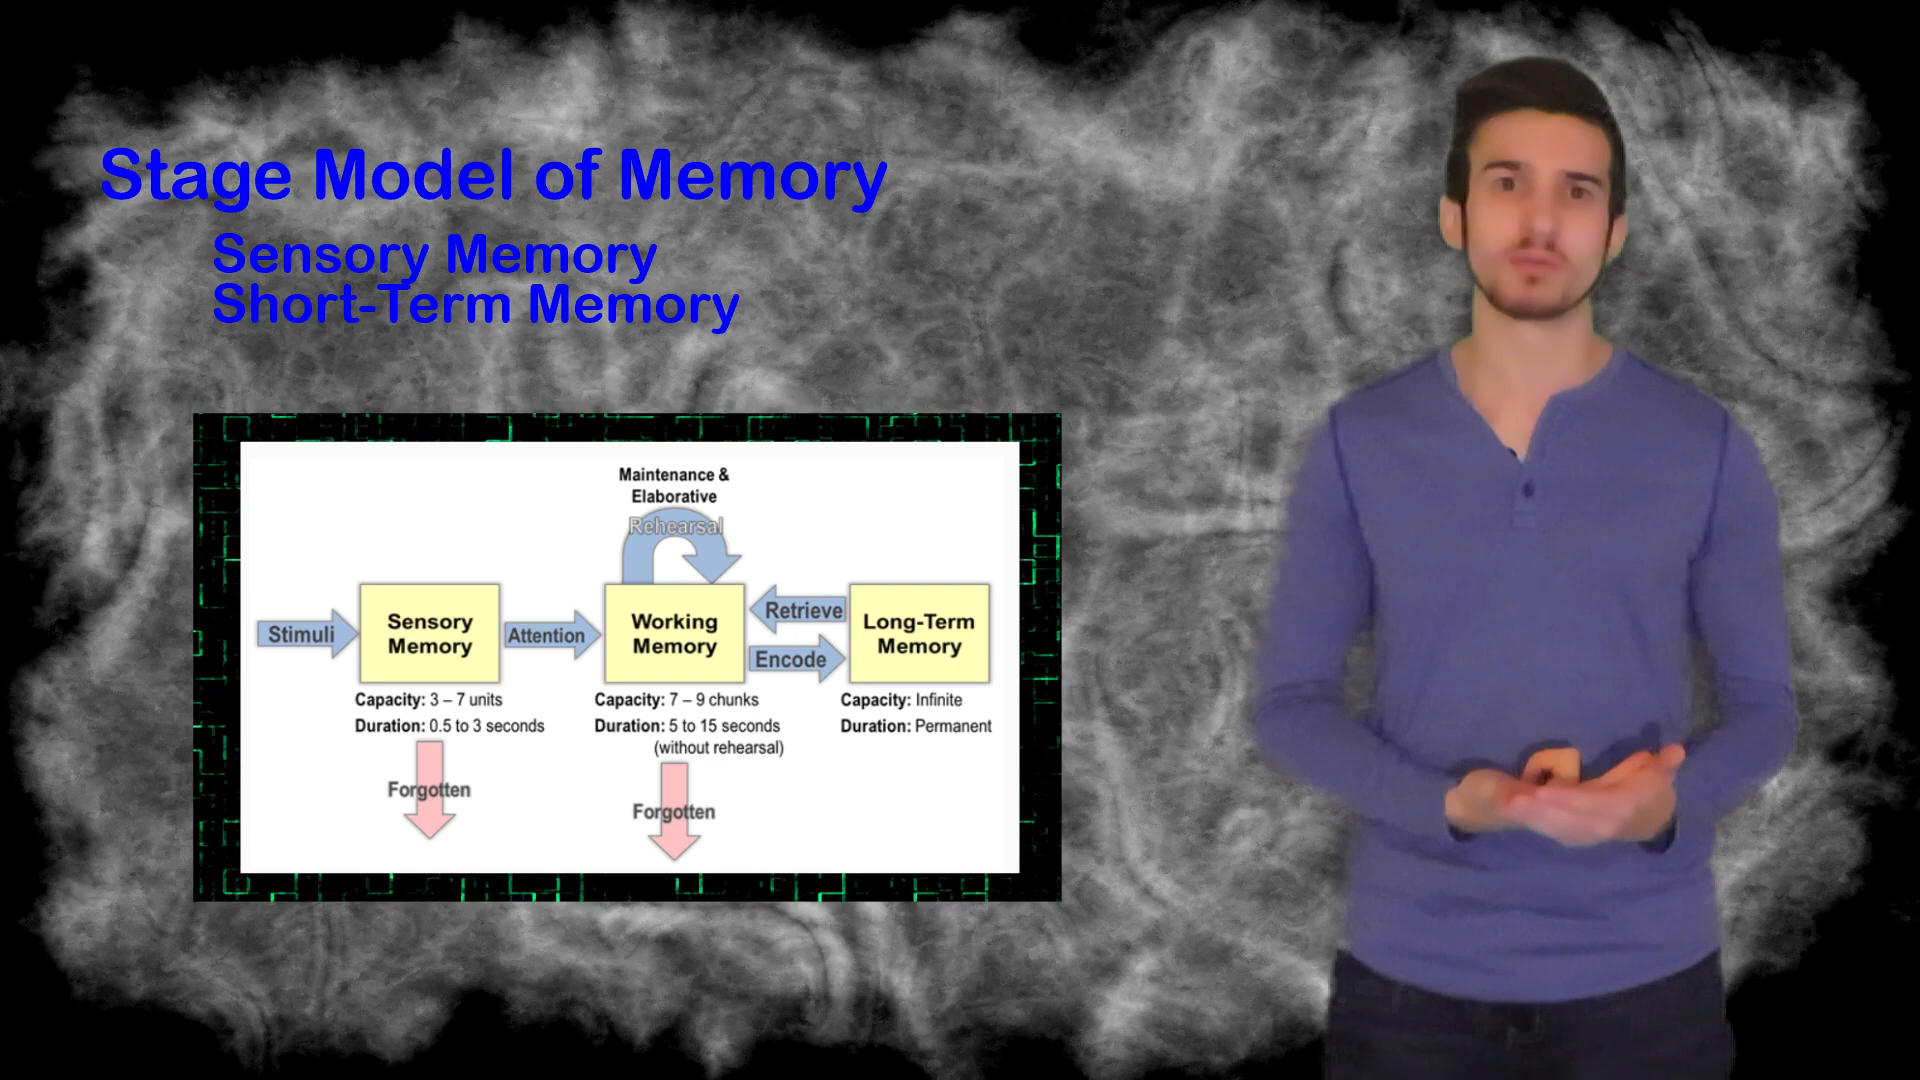 Stage Model of Memory
Sensory Memory
Short-Term Memory
Maintenance &
Elaborative
Rehearsal
Stimuli
Sensory
Memory
Attention
Working
Memory
Retrieve
Encode
Long-Term
Memory
Capacity: 3 – 7 units
Duration: 0.5 to 3 seconds
Forgotten
Capacity: 7 – 9 chunks
Duration: 5 to 15 seconds
(without rehearsal)
Forgotten
Capacity: Infinite
Duration: Permanent